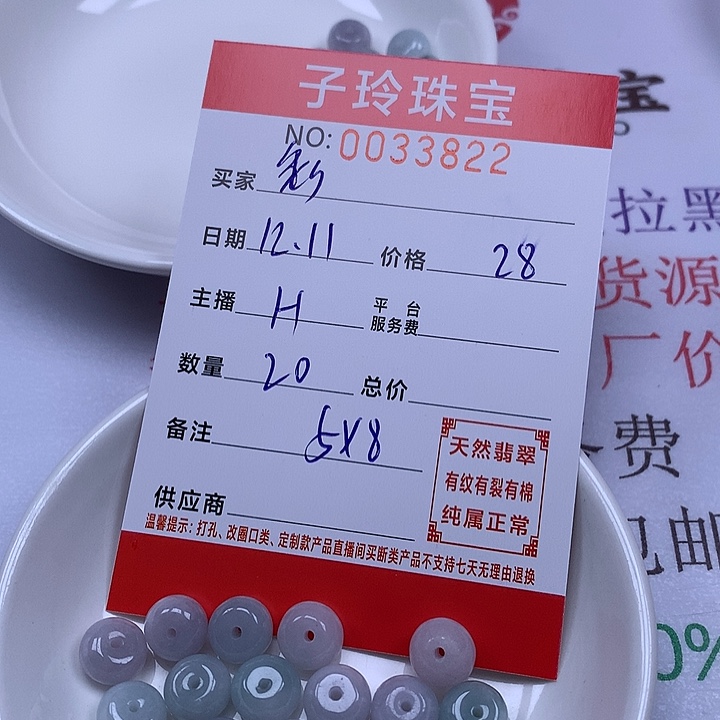 子玲珠宝
NO: 0033822
买家
日期 12.11 价格 28
主播 H 平台服务费
数量 20 总价
备注 5X8
供应商
天然翡翠
有纹有裂有棉
纯属正常
温馨提示：打孔、改圈口类、定制款产品直播间买断类产品不支持七天无理由退换
宝
拉黑
货源
厂价
费
包邮
0%